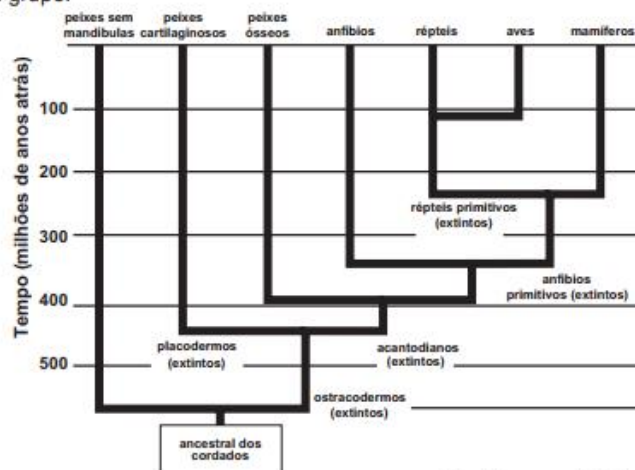 grupo.
peixes sem
mandíbulas
peixes
cartilaginosos
peixes
ósseos
anfíbios
répteis
aves
mamíferos
Tempo (milhões de anos atrás)
100
200
300
400
500
répteis primitivos
(extintos)
anfíbios
primitivos (extintos)
placodermos
(extintos)
acantodianos
(extintos)
ostracodermos
(extintos)
ancestral dos
cordados